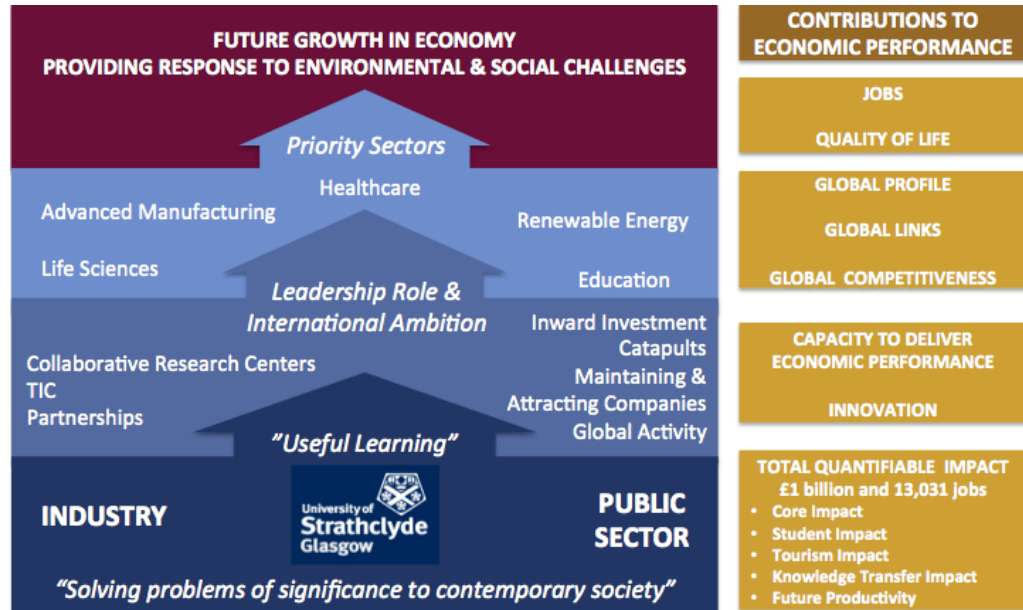 FUTURE GROWTH IN ECONOMY
PROVIDING RESPONSE TO ENVIRONMENTAL & SOCIAL CHALLENGES
Priority Sectors
Healthcare
Advanced Manufacturing
Renewable Energy
Life Sciences
Education
Leadership Role &
International Ambition
Collaborative Research Centers
TIC
Partnerships
Inward Investment
Catapults
Maintaining &
Attracting Companies
Global Activity
”Useful Learning”
INDUSTRY
University of
Strathclyde
Glasgow
PUBLIC
SECTOR
“Solving problems of significance to contemporary society”
CONTRIBUTIONS TO
ECONOMIC PERFORMANCE
JOBS
QUALITY OF LIFE
GLOBAL PROFILE
GLOBAL LINKS
GLOBAL COMPETITIVENESS
CAPACITY TO DELIVER
ECONOMIC PERFORMANCE
INNOVATION
TOTAL QUANTIFIABLE IMPACT
£1 billion and 13,031 jobs
• Core Impact
• Student Impact
• Tourism Impact
• Knowledge Transfer Impact
• Future Productivity